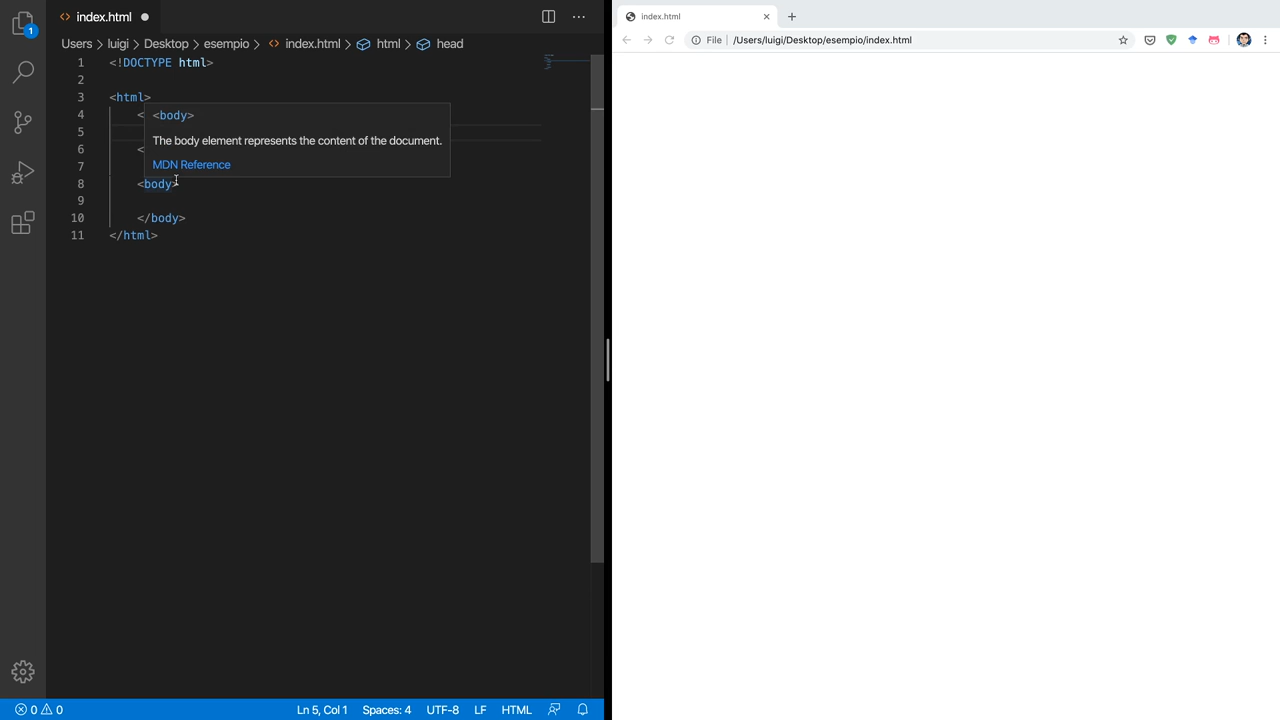 1
index.html
Users > luigi > Desktop > esempio > index.html > html > head
1 <!DOCTYPE html>
2
3 <html>
4 <
5
6 <
7
8 <body>
9
10 </body>
11 </html>
<body>
The body element represents the content of the document.
MDN Reference
0 0
Ln 5, Col 1 Spaces: 4 UTF-8 LF HTML
index.html
File /Users/luigi/Desktop/esempio/index.html